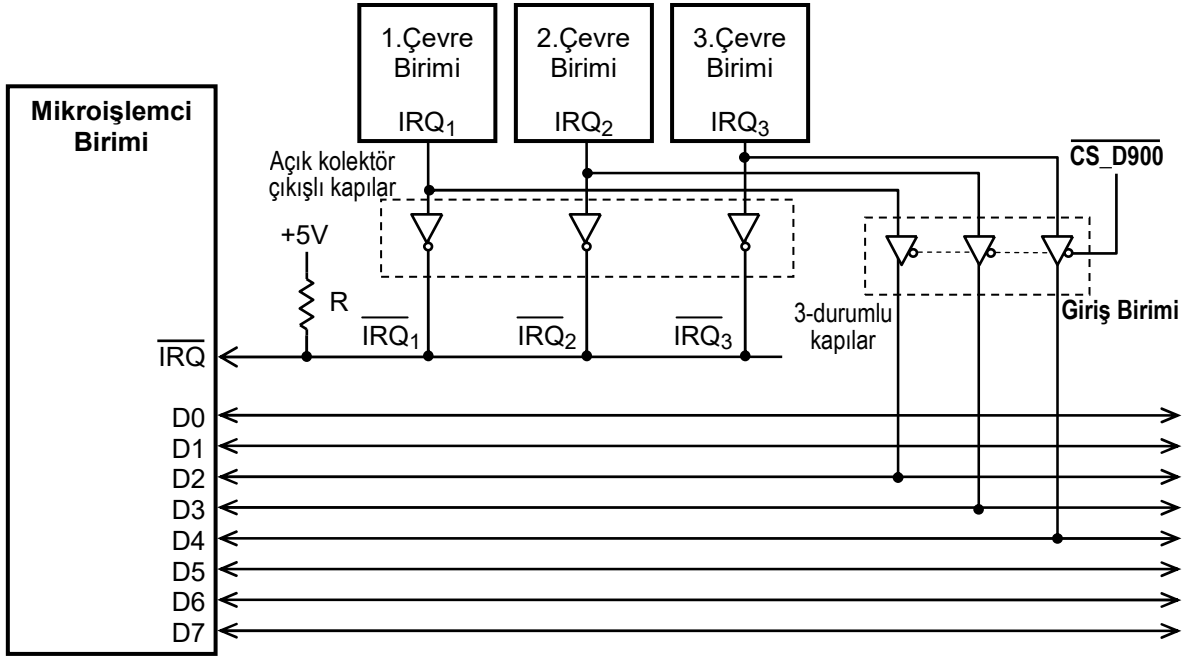 1.Çevre
Birimi
IRQ1
2.Çevre
Birimi
IRQ2
3.Çevre
Birimi
IRQ3
Mikroişlemci
Birimi
Açık kolektör
çıkışlı kapılar
CS_D900
+5V
R
IRQ1
IRQ2
IRQ3
3-durumlu
kapılar
Giriş Birimi
IRQ
D0
D1
D2
D3
D4
D5
D6
D7